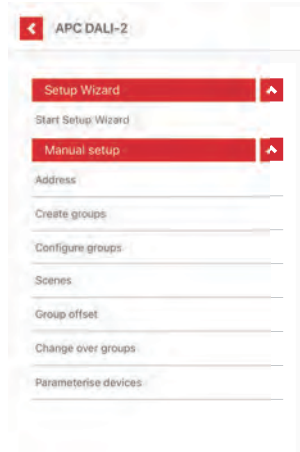 APC DALI-2
Setup Wizard
Start Setup Wizard
Manual setup
Address
Create groups
Configure groups
Scenes
Group offset
Change over groups
Parameterise devices